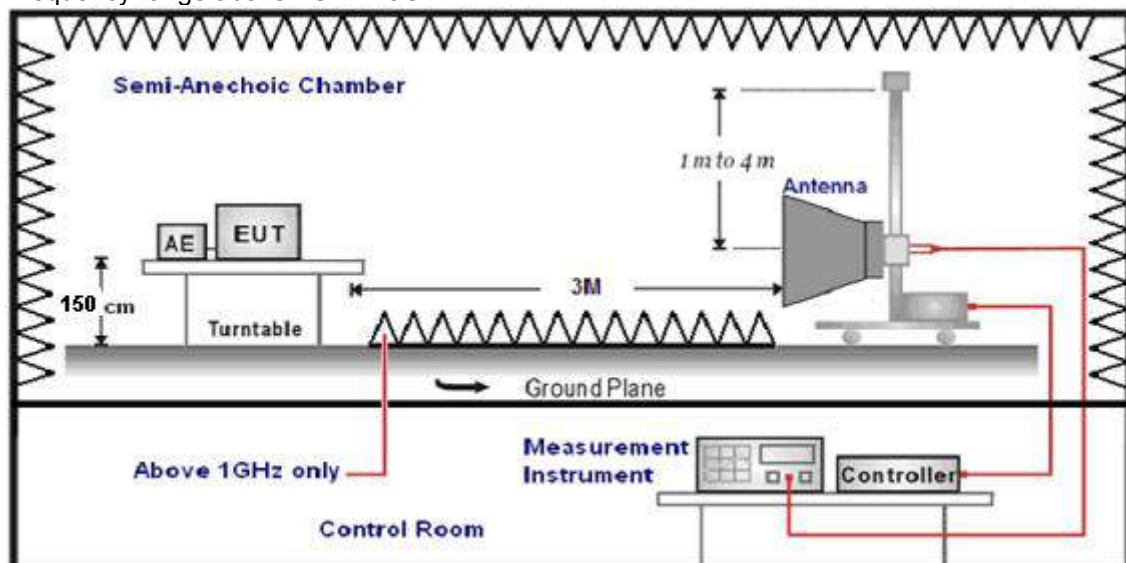 Semi-Anechoic Chamber
1 m to 4 m
Antenna
AE
EUT
150 cm
3M
Turntable
Ground Plane
Above 1GHz only
Measurement
Instrument
Controller
Control Room